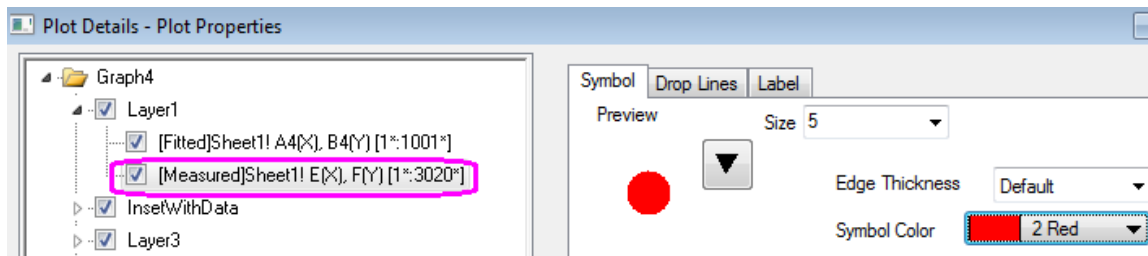 Plot Details - Plot Properties
Graph4
Layer1
[Fitted]Sheet1! A4(X), B4(Y) [1*:1001*]
[Measured]Sheet1! E(X), F(Y) [1*:3020*]
InsetWithData
Layer3
Symbol Drop Lines Label
Preview Size 5
Edge Thickness Default
Symbol Color 2 Red